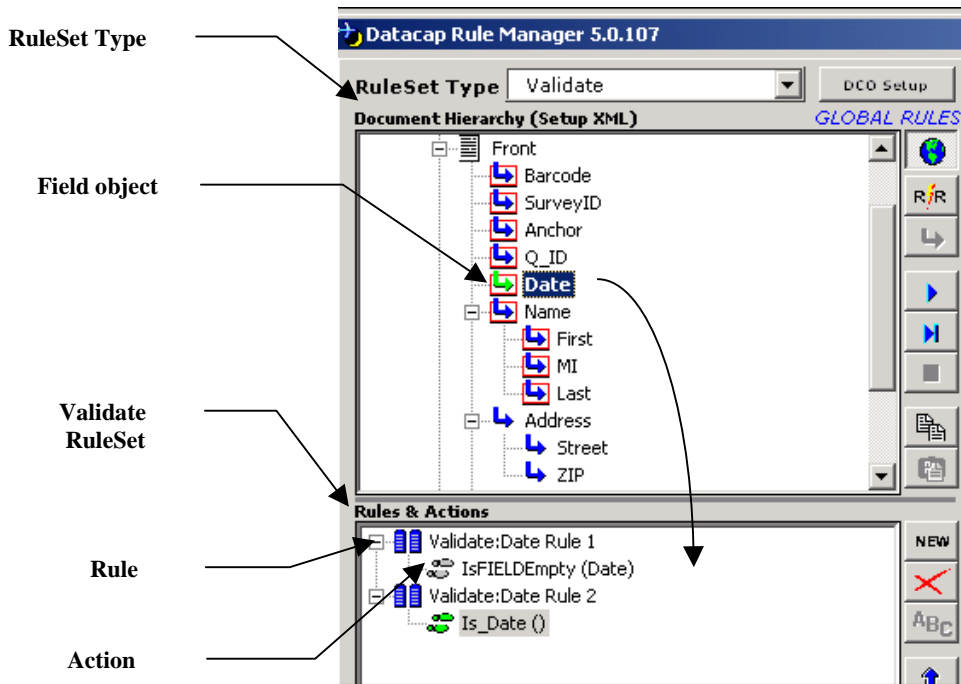 RuleSet Type
Datacap Rule Manager 5.0.107
RuleSet Type Validate DCO Setup
Document Hierarchy (Setup XML) GLOBAL RULES
Front
Barcode
R/R
Field object
SurveyID
Anchor
Q_ID
Date
Name
First
MI
Last
Validate
RuleSet
Address
Street
ZIP
Rules & Actions
Rule
Validate:Date Rule 1
NEW
IsFIELDEmpty (Date)
Validate:Date Rule 2
ABC
Is_Date ()
Action